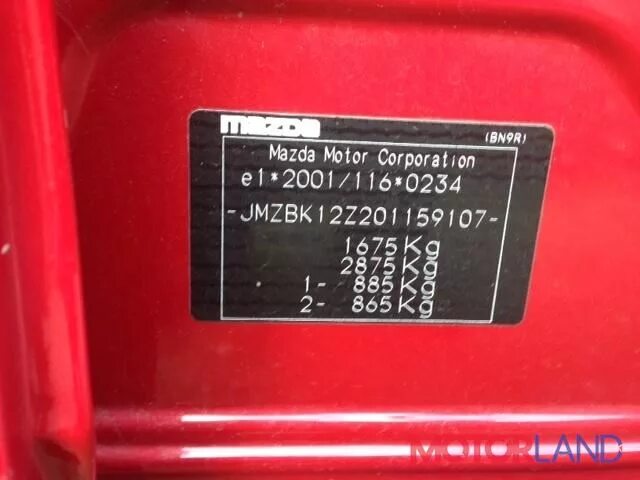 mazda
(BN9R)
Mazda Motor Corporation
e1*2001/116*0234
-JMZBK12Z201159107-
1675Kg
2875Kg
1- 885Kg
2- 865Kg
MOTORLAND